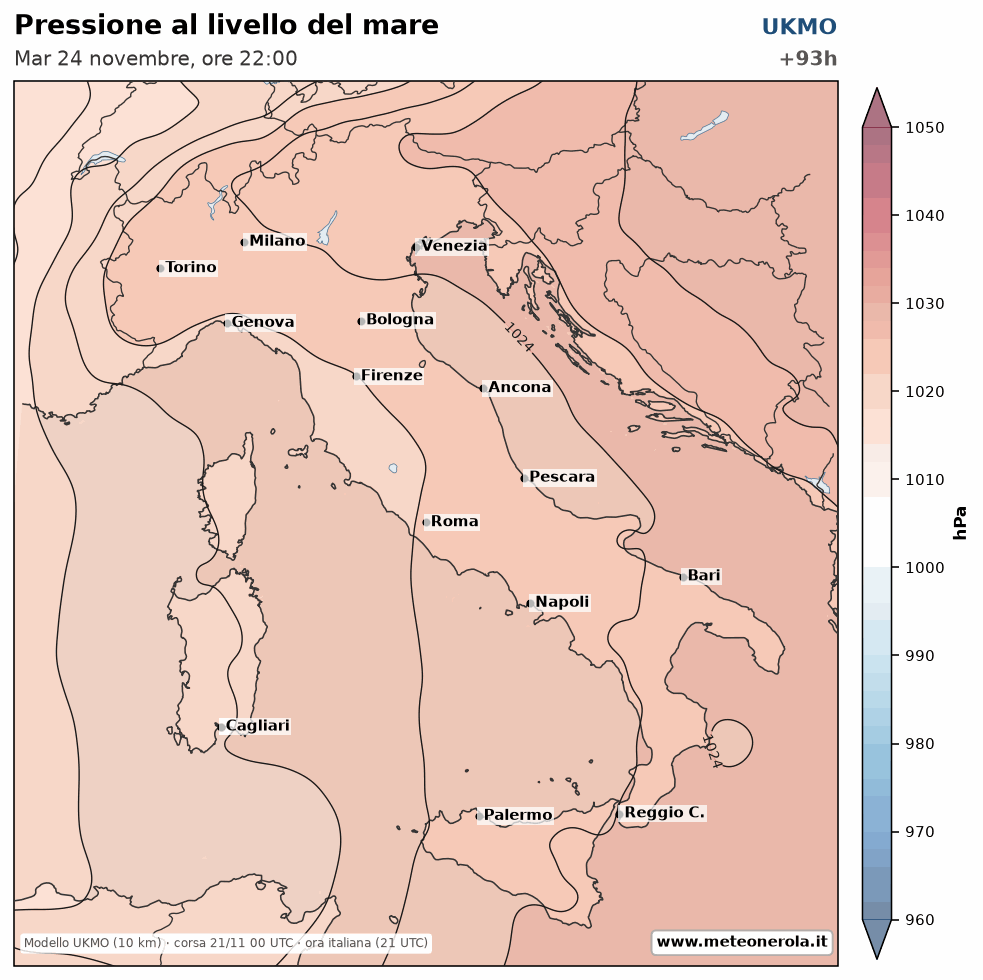 Pressione al livello del mare
UKMO
Mar 24 novembre, ore 22:00
+93h
Milano
Venezia
Torino
Genova
Bologna
1024
Firenze
Ancona
Pescara
Roma
Bari
Napoli
Cagliari
1024
Palermo
Reggio C.
Modello UKMO (10 km) · corsa 21/11 00 UTC · ora italiana (21 UTC)
www.meteonerola.it
1050
1040
1030
1020
1010
1000
990
980
970
960
hPa